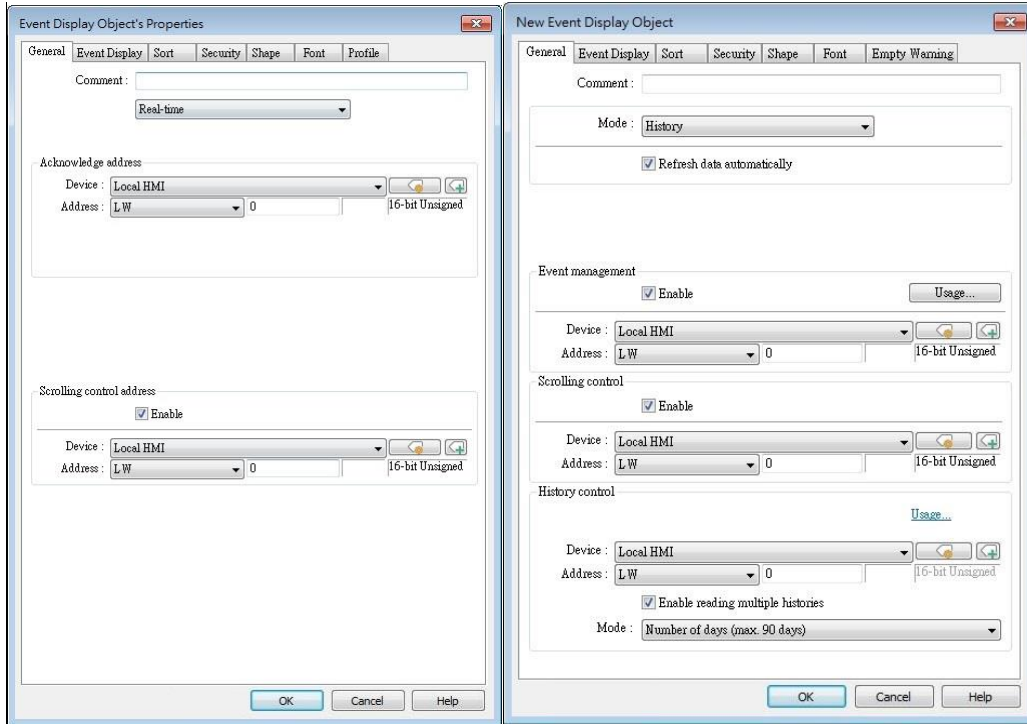 Event Display Object's Properties
General Event Display Sort Security Shape Font Profile
Comment :
Real-time
Acknowledge address
Device : Local HMI
Address : LW 0 16-bit Unsigned
Scrolling control address
Enable
Device : Local HMI
Address : LW 0 16-bit Unsigned
OK Cancel Help
New Event Display Object
General Event Display Sort Security Shape Font Empty Warning
Comment :
Mode : History
Refresh data automatically
Event management
Enable Usage...
Device : Local HMI
Address : LW 0 16-bit Unsigned
Scrolling control
Enable
Device : Local HMI
Address : LW 0 16-bit Unsigned
History control
Usage...
Device : Local HMI
Address : LW 0 16-bit Unsigned
Enable reading multiple histories
Mode : Number of days (max. 90 days)
OK Cancel Help